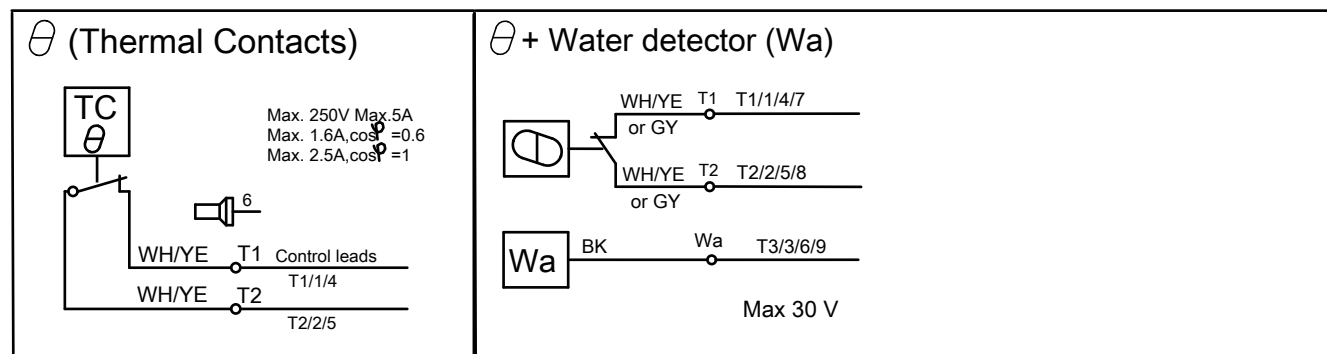 θ (Thermal Contacts)
TC
θ
Max. 250V Max.5A
Max. 1.6A,cosφ =0.6
Max. 2.5A,cosφ =1
6
WH/YE T1 Control leads
T1/1/4
WH/YE T2
T2/2/5
θ + Water detector (Wa)
WH/YE T1 T1/1/4/7
or GY
θ
WH/YE T2 T2/2/5/8
or GY
Wa BK Wa T3/3/6/9
Max 30 V